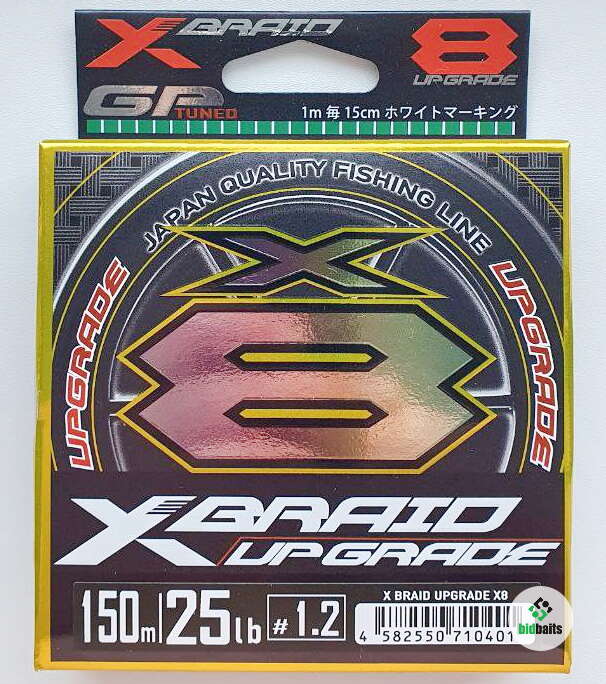 X BRAID
8
UPGRADE
GP
TUNED
1m 毎 15cm ホワイトマーキング
JAPAN QUALITY FISHING LINE
UPGRADE
UPGRADE
X
8
X BRAID
UPGRADE
150m 25lb #1.2
X BRAID UPGRADE X8
4 582550 710401
bidbaits